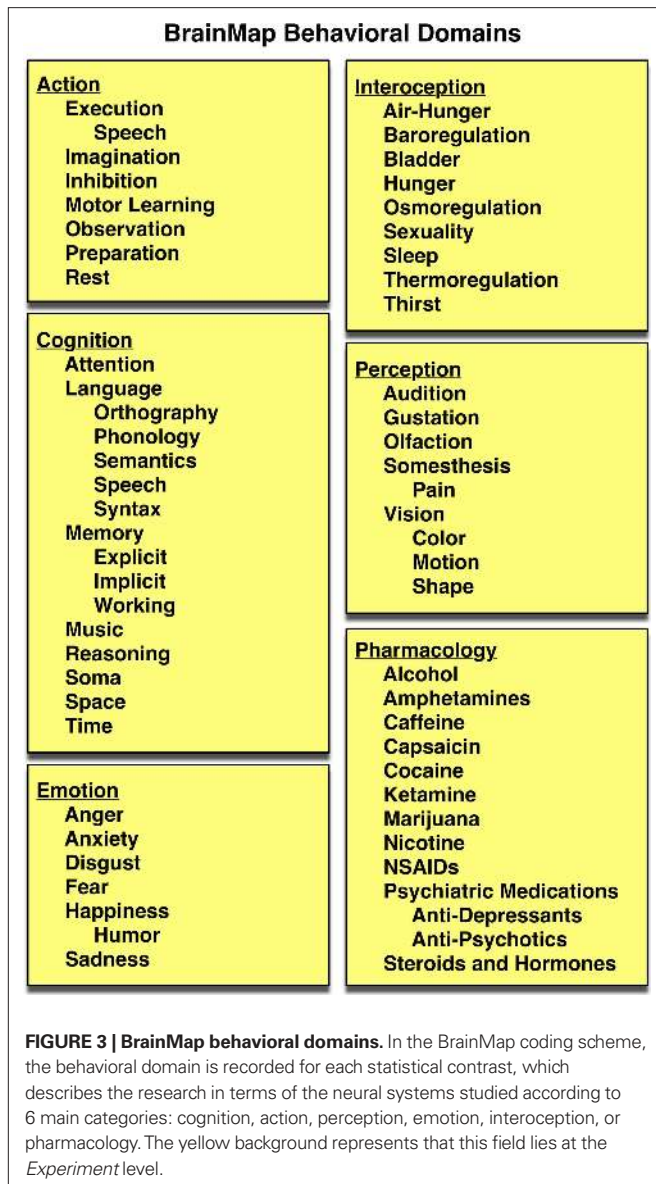 BrainMap Behavioral Domains
Action
Execution
Speech
Imagination
Inhibition
Motor Learning
Observation
Preparation
Rest
Cognition
Attention
Language
Orthography
Phonology
Semantics
Speech
Syntax
Memory
Explicit
Implicit
Working
Music
Reasoning
Soma
Space
Time
Emotion
Anger
Anxiety
Disgust
Fear
Happiness
Humor
Sadness
Interoception
Air-Hunger
Baroregulation
Bladder
Hunger
Osmoregulation
Sexuality
Sleep
Thermoregulation
Thirst
Perception
Audition
Gustation
Olfaction
Somesthesis
Pain
Vision
Color
Motion
Shape
Pharmacology
Alcohol
Amphetamines
Caffeine
Capsaicin
Cocaine
Ketamine
Marijuana
Nicotine
NSAIDs
Psychiatric Medications
Anti-Depressants
Anti-Psychotics
Steroids and Hormones
FIGURE 3 | BrainMap behavioral domains. In the BrainMap coding scheme,
the behavioral domain is recorded for each statistical contrast, which
describes the research in terms of the neural systems studied according to
6 main categories: cognition, action, perception, emotion, interoception, or
pharmacology. The yellow background represents that this field lies at the
Experiment level.